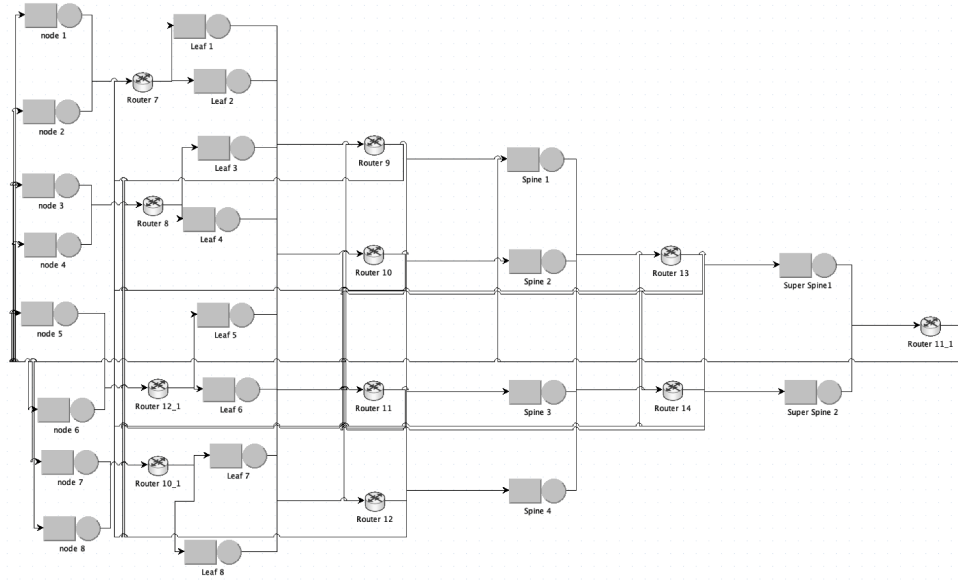 node 1
node 2
node 3
node 4
node 5
node 6
node 7
node 8
Router 7
Router 8
Router 12_1
Router 10_1
Leaf 1
Leaf 2
Leaf 3
Leaf 4
Leaf 5
Leaf 6
Leaf 7
Leaf 8
Router 9
Router 10
Router 11
Router 12
Spine 1
Spine 2
Spine 3
Spine 4
Router 13
Router 14
Super Spine1
Super Spine 2
Router 11_1